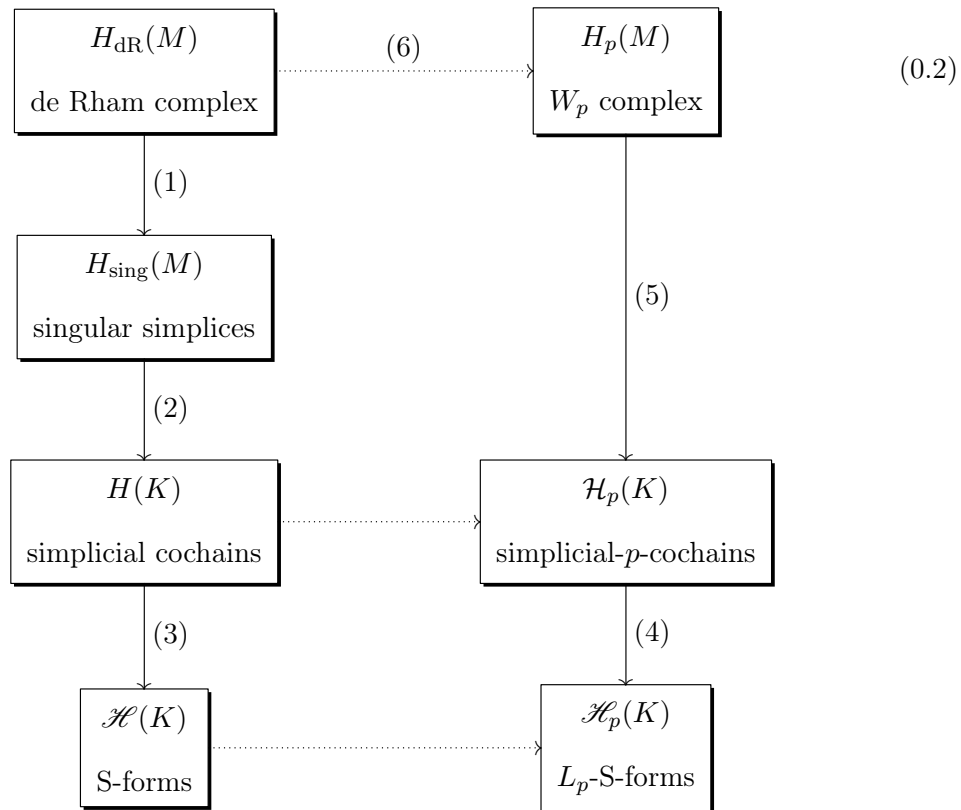 H_dR(M) (6) H_p(M) (0.2)
de Rham complex W_p complex
(1)
H_sing(M)
singular simplices (5)
(2)
H(K) ℋ_p(K)
simplicial cochains simplicial-p-cochains
(3) (4)
ℋ(K) ℋ_p(K)
S-forms L_p-S-forms